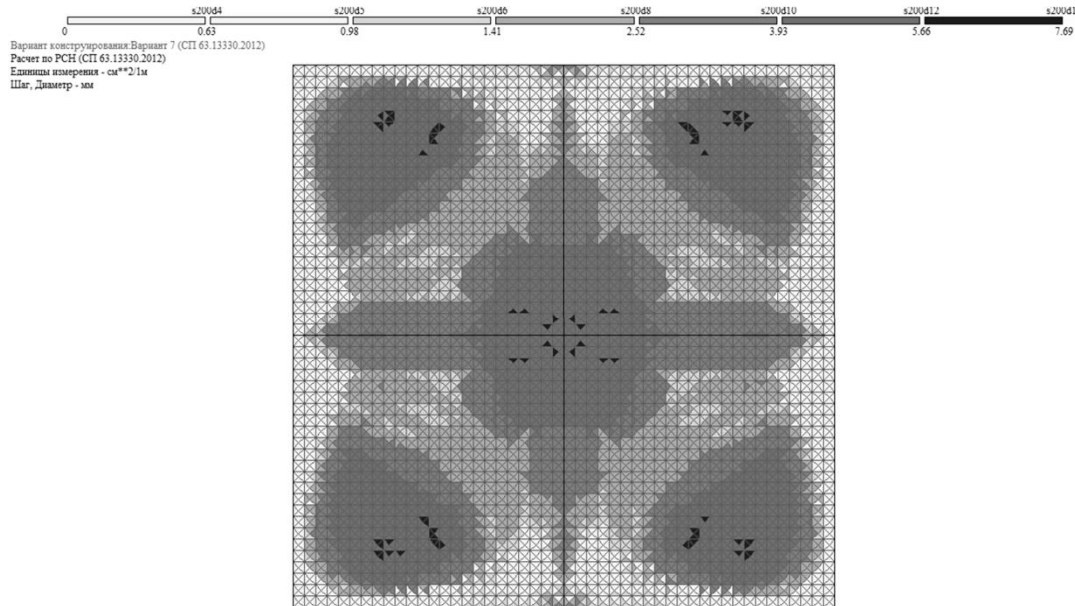 s200d4 s200d5 s200d6 s200d8 s200d10 s200d12
0 0.63 0.98 1.41 2.52 3.93 5.66 7.69
Вариант конструирования:Вариант 7 (СП 63.13330.2012)
Расчет по РСН (СП 63.13330.2012)
Единицы измерения - см**2/1м
Шаг, Диаметр - мм